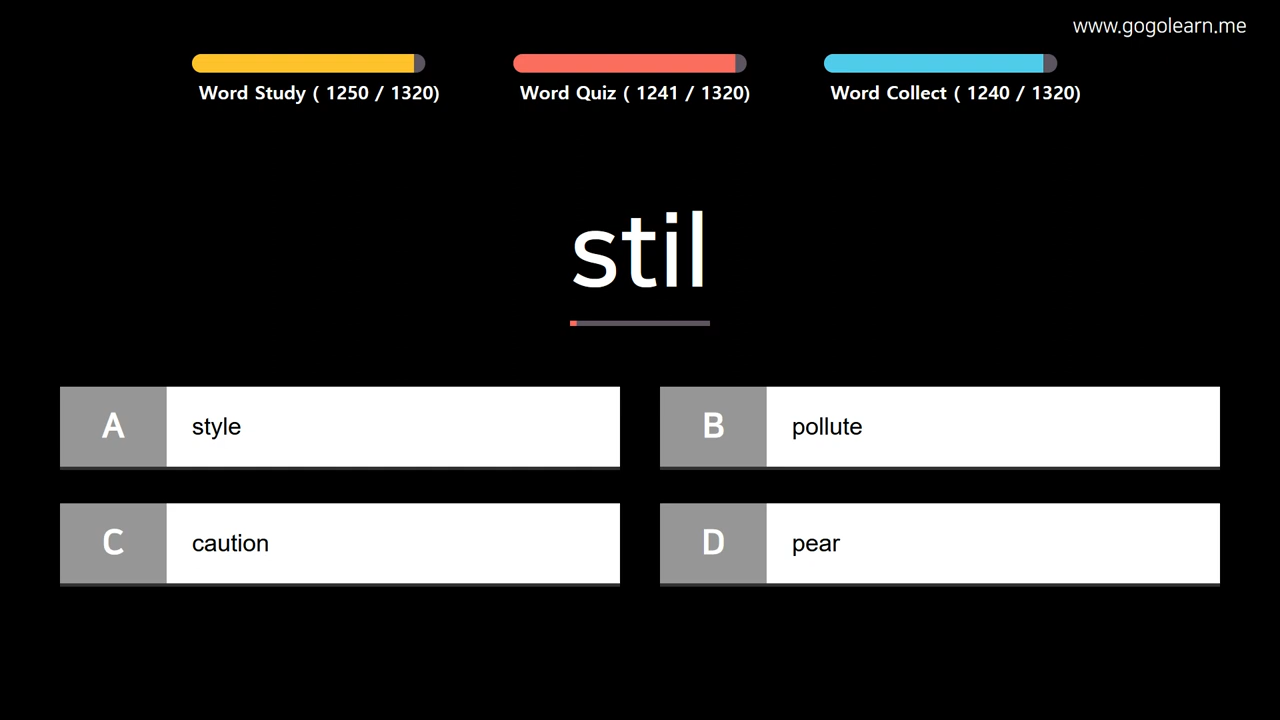 www.gogolearn.me
Word Study ( 1250 / 1320)
Word Quiz ( 1241 / 1320)
Word Collect ( 1240 / 1320)
stil
A style
B pollute
C caution
D pear